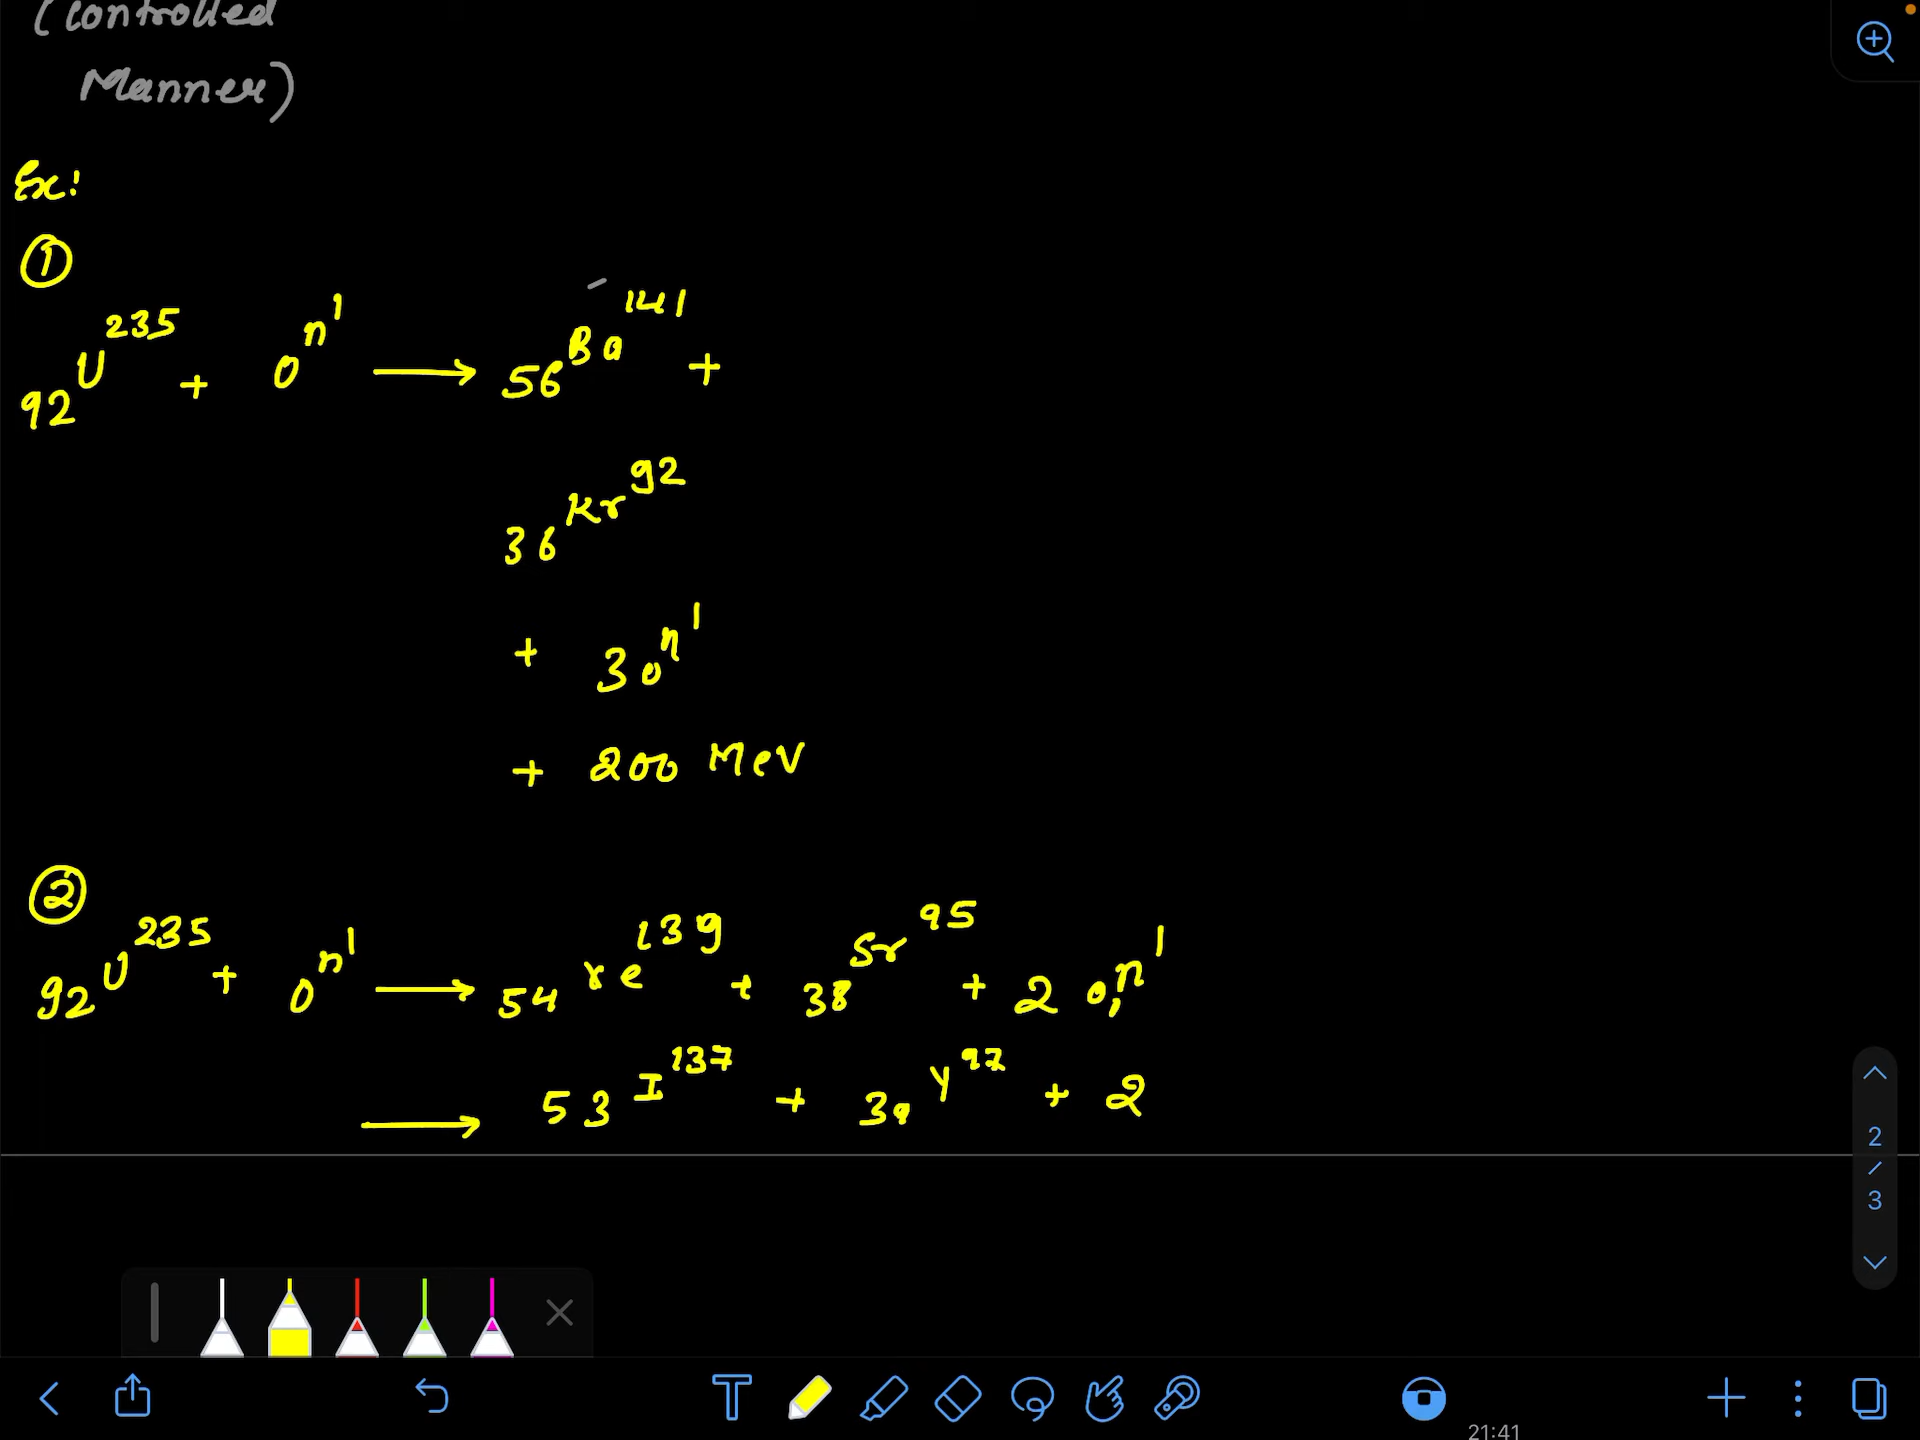 (Controlled
Manner)
Ex:
①
₉₂U²³⁵ + ₀n¹ ⟶ ₅₆Ba¹⁴¹ +
₃₆Kr⁹²
+ 3 ₀n¹
+ 200 MeV
②
₉₂U²³⁵ + ₀n¹ ⟶ ₅₄Xe¹³⁹ + ₃₈Sr⁹⁵ + 2 ₀n¹
⟶ ₅₃I¹³⁷ + ₃₉Y⁹⁷ + 2
2
/
3
T
21:41